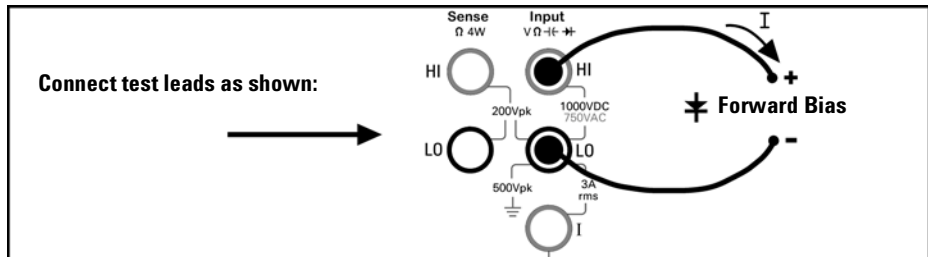 Sense
Ω 4W
Input
V Ω ⊣⊢ ➔
I
HI
HI
+
Connect test leads as shown:
200Vpk
1000VDC
750VAC
Forward Bias
LO
LO
-
500Vpk
3A
rms
I